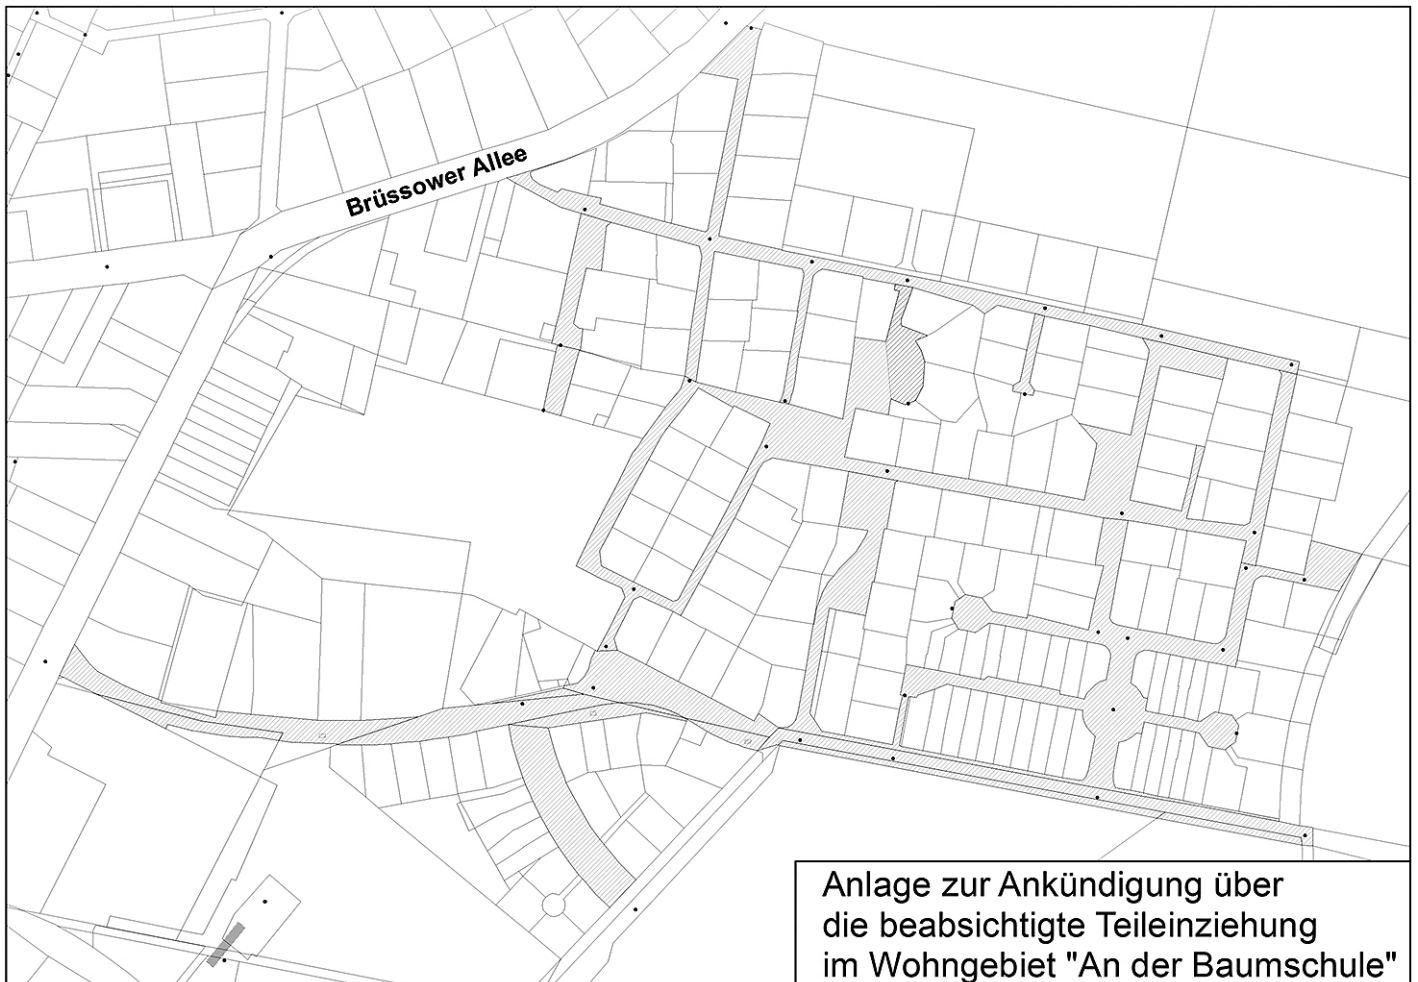 Brüssower Allee
Anlage zur Ankündigung über
die beabsichtigte Teileinziehung
im Wohngebiet "An der Baumschule"